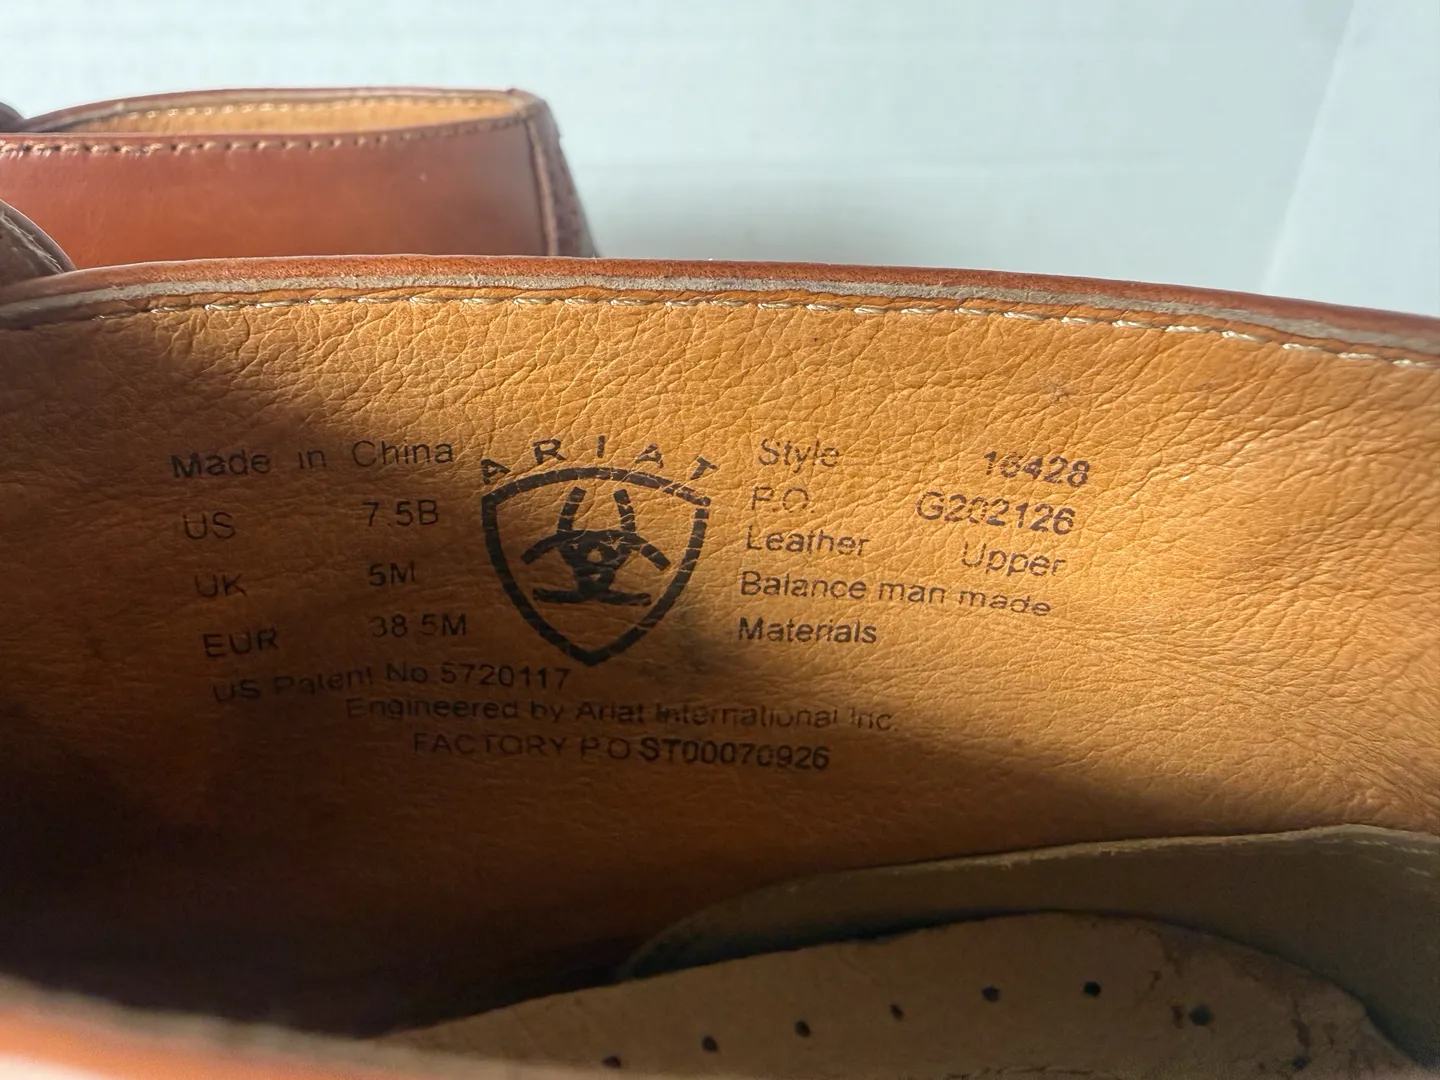 Made in China
US 7.5B
UK 5M
EUR 38.5M
ARIAT
Style 16428
P.O. G202126
Leather Upper
Balance man made
Materials
US Patent No.5720117
Engineered by Ariat International Inc.
FACTORY P.O ST00070926